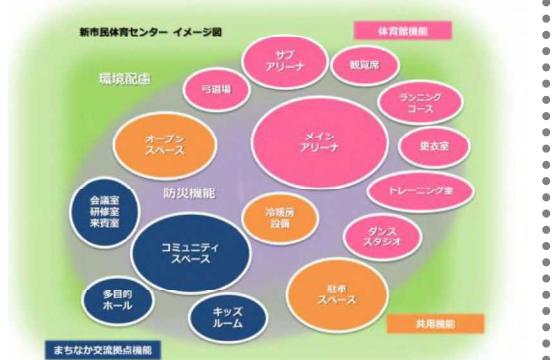 新市民体育センター イメージ図
体育館機能
環境配慮
サブ
アリーナ
観覧席
弓道場
ランニング
コース
メイン
アリーナ
オープン
スペース
更衣室
防災機能
トレーニング室
会議室
研修室
来賓室
冷暖房
設備
ダンス
スタジオ
コミュニティ
スペース
多目的
ホール
キッズ
ルーム
駐車
スペース
共用機能
まちなか交流拠点機能